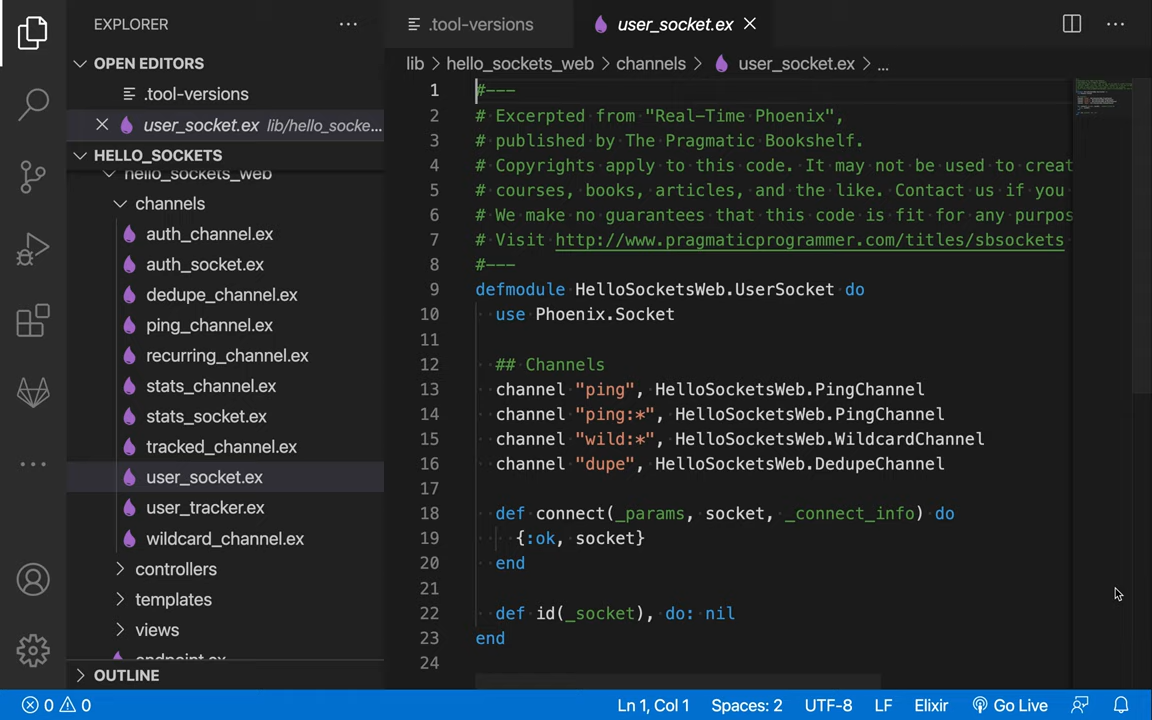 EXPLORER
OPEN EDITORS
.tool-versions
user_socket.ex lib/hello_socke...
HELLO_SOCKETS
hello_sockets_web
channels
auth_channel.ex
auth_socket.ex
dedupe_channel.ex
ping_channel.ex
recurring_channel.ex
stats_channel.ex
stats_socket.ex
tracked_channel.ex
user_socket.ex
user_tracker.ex
wildcard_channel.ex
controllers
templates
views
endpoint.ex
OUTLINE
.tool-versions
user_socket.ex
lib > hello_sockets_web > channels > user_socket.ex > ...
1 #---
2 # Excerpted from "Real-Time Phoenix",
3 # published by The Pragmatic Bookshelf.
4 # Copyrights apply to this code. It may not be used to creat
5 # courses, books, articles, and the like. Contact us if you
6 # We make no guarantees that this code is fit for any purpos
7 # Visit http://www.pragmaticprogrammer.com/titles/sbsockets
8 #---
9 defmodule HelloSocketsWeb.UserSocket do
10 use Phoenix.Socket
11
12 ## Channels
13 channel "ping", HelloSocketsWeb.PingChannel
14 channel "ping:*", HelloSocketsWeb.PingChannel
15 channel "wild:*", HelloSocketsWeb.WildcardChannel
16 channel "dupe", HelloSocketsWeb.DedupeChannel
17
18 def connect(_params, socket, _connect_info) do
19 {:ok, socket}
20 end
21
22 def id(_socket), do: nil
23 end
24
0 0
Ln 1, Col 1 Spaces: 2 UTF-8 LF Elixir Go Live